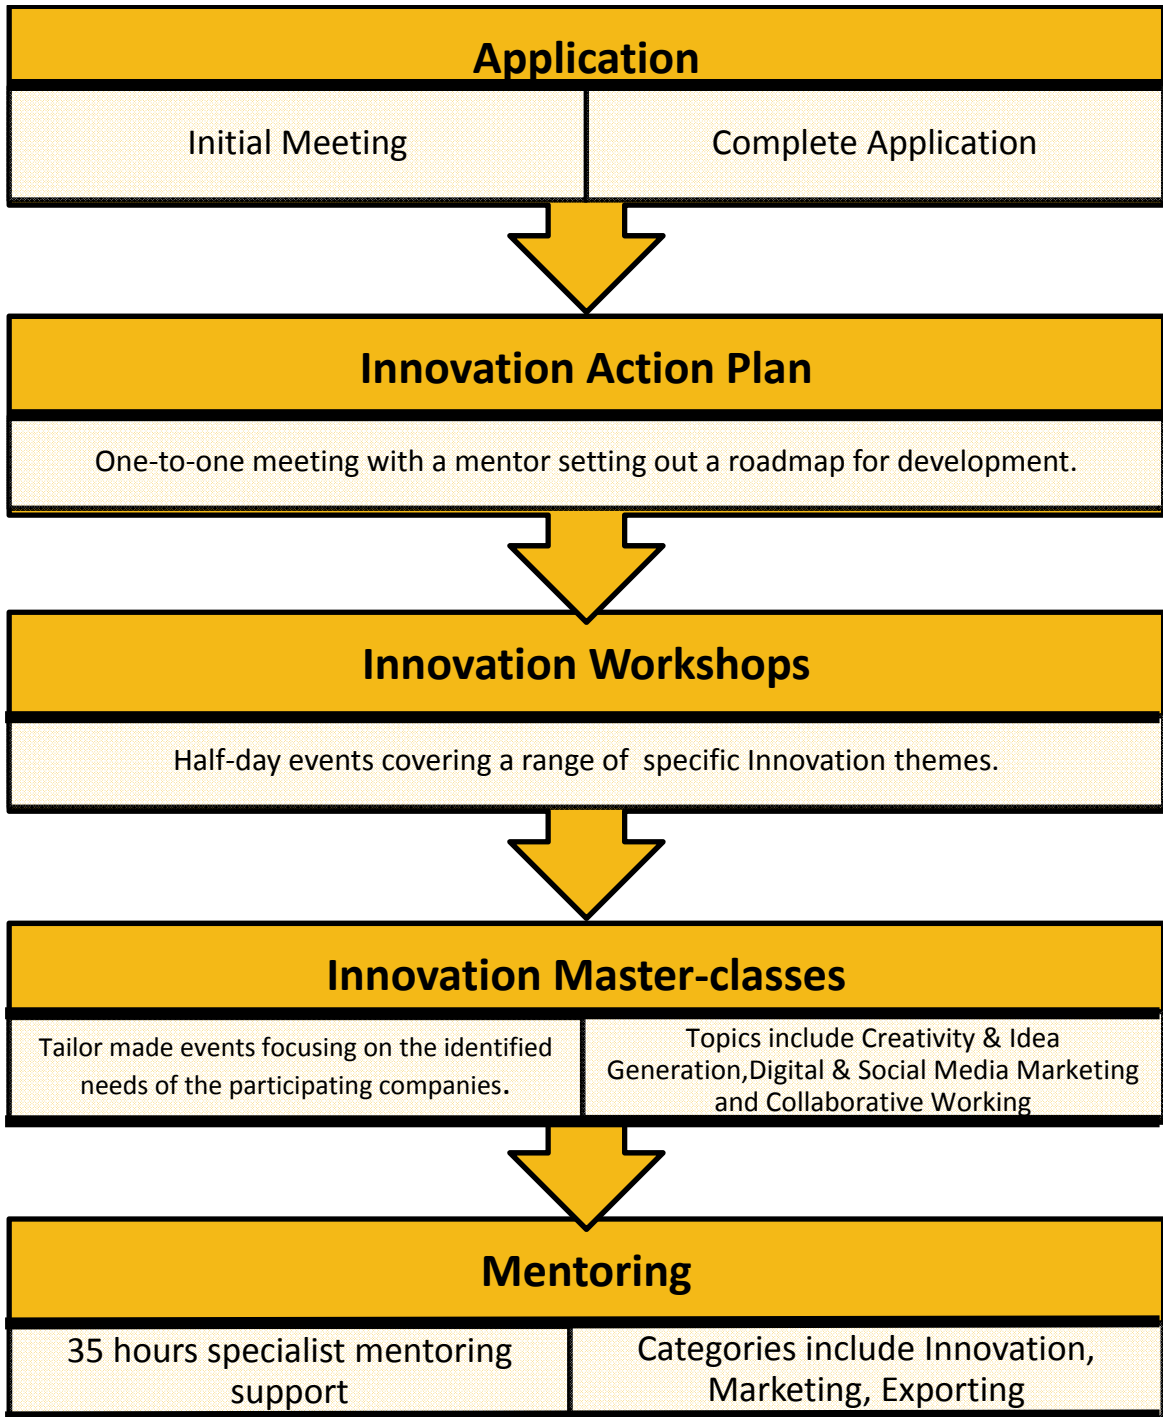 Application
Initial Meeting
Complete Application
Innovation Action Plan
One-to-one meeting with a mentor setting out a roadmap for development.
Innovation Workshops
Half-day events covering a range of  specific Innovation themes.
Innovation Master-classes
Tailor made events focusing on the identified
needs of the participating companies.
Topics include Creativity & Idea
Generation,Digital & Social Media Marketing
and Collaborative Working
Mentoring
35 hours specialist mentoring
support
Categories include Innovation,
Marketing, Exporting